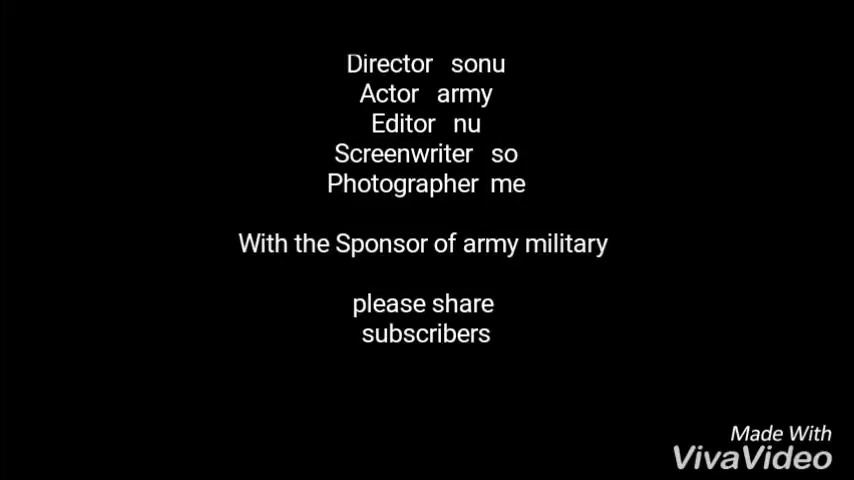 Director sonu
Actor army
Editor nu
Screenwriter so
Photographer me
With the Sponsor of army military
please share
subscribers
Made With
VivaVideo